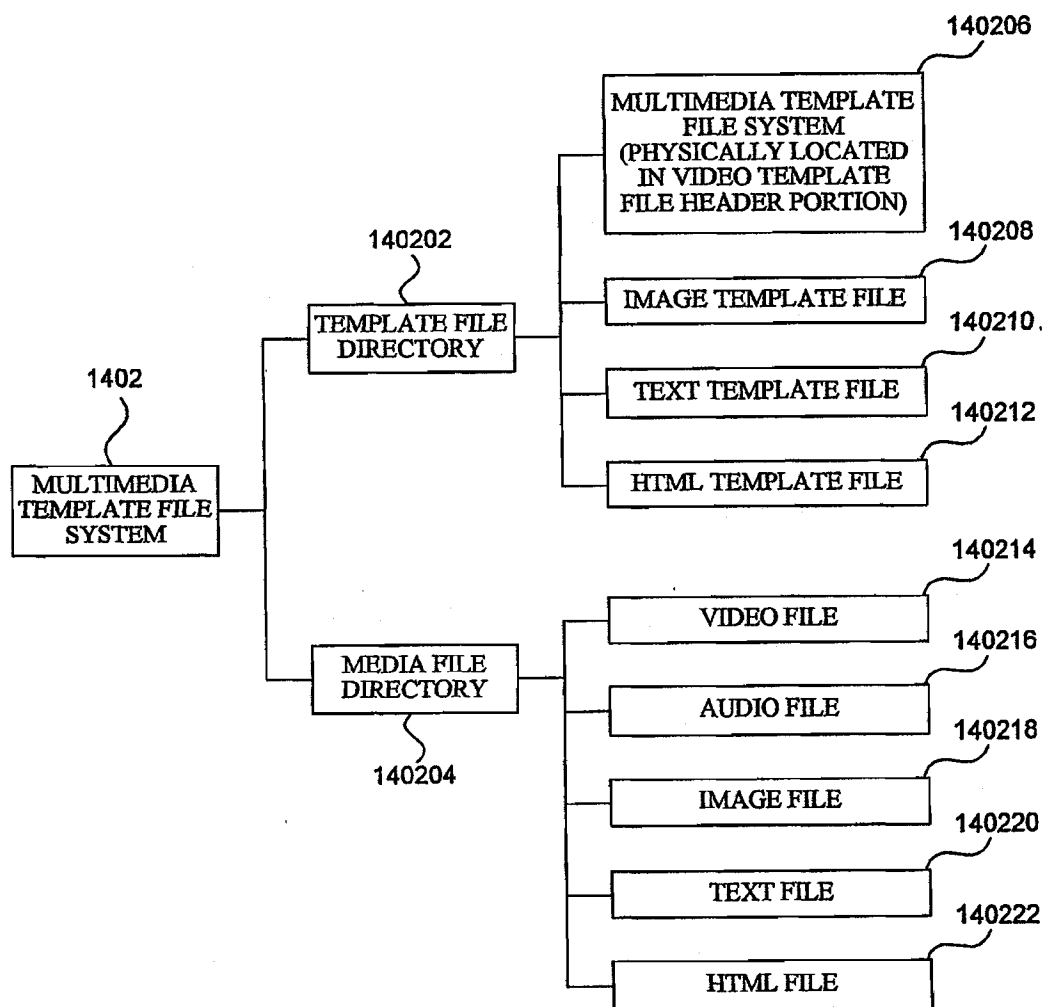 140206
MULTIMEDIA TEMPLATE
FILE SYSTEM
(PHYSICALLY LOCATED
IN VIDEO TEMPLATE
FILE HEADER PORTION)
140202
140208
TEMPLATE FILE
DIRECTORY
IMAGE TEMPLATE FILE
140210.
1402
TEXT TEMPLATE FILE
140212
MULTIMEDIA
TEMPLATE FILE
SYSTEM
HTML TEMPLATE FILE
140214
VIDEO FILE
MEDIA FILE
DIRECTORY
140204
140216
AUDIO FILE
140218
IMAGE FILE
140220
TEXT FILE
140222
HTML FILE